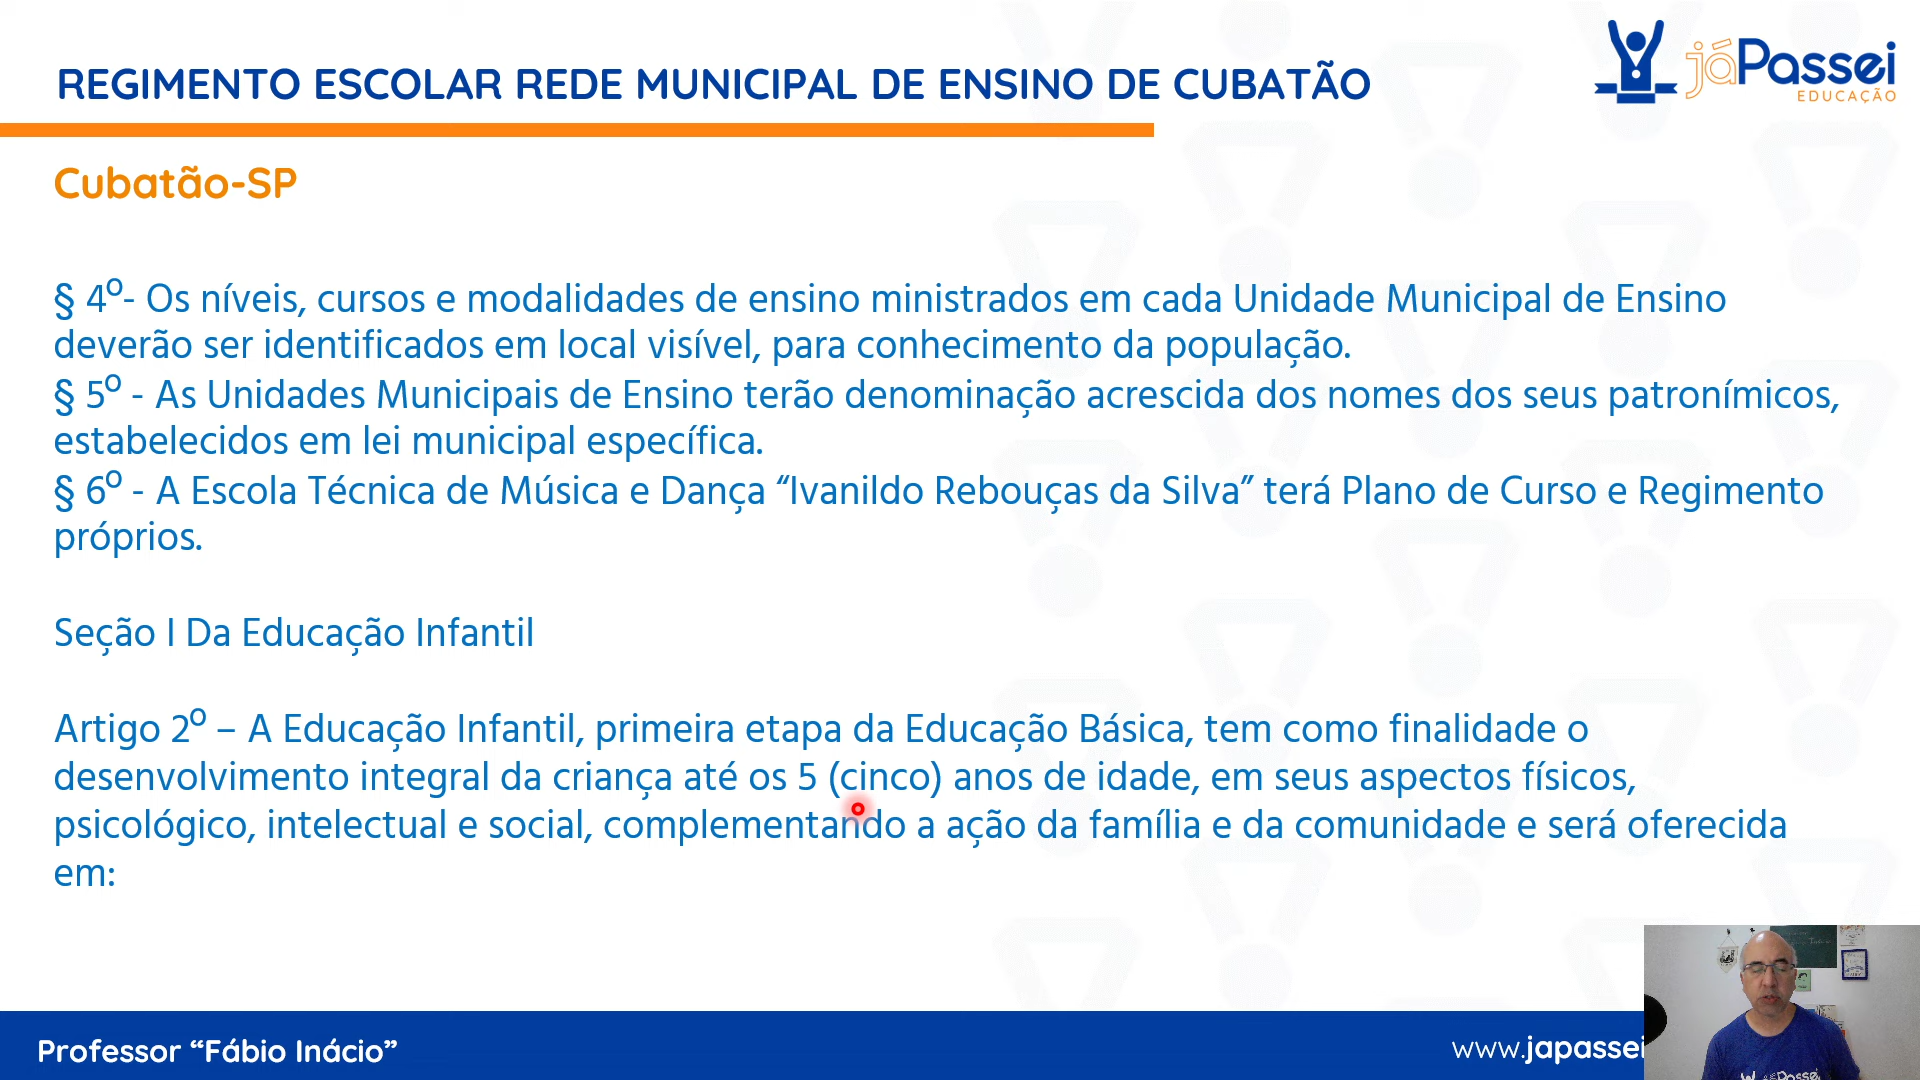 REGIMENTO ESCOLAR REDE MUNICIPAL DE ENSINO DE CUBATÃO
jáPassei
EDUCAÇÃO
Cubatão-SP
§ 4º- Os níveis, cursos e modalidades de ensino ministrados em cada Unidade Municipal de Ensino
deverão ser identificados em local visível, para conhecimento da população.
§ 5º - As Unidades Municipais de Ensino terão denominação acrescida dos nomes dos seus patronímicos,
estabelecidos em lei municipal específica.
§ 6º - A Escola Técnica de Música e Dança “Ivanildo Rebouças da Silva” terá Plano de Curso e Regimento
próprios.
Seção I Da Educação Infantil
Artigo 2º – A Educação Infantil, primeira etapa da Educação Básica, tem como finalidade o
desenvolvimento integral da criança até os 5 (cinco) anos de idade, em seus aspectos físicos,
psicológico, intelectual e social, complementando a ação da família e da comunidade e será oferecida
em:
Professor “Fábio Inácio”
www.japassei